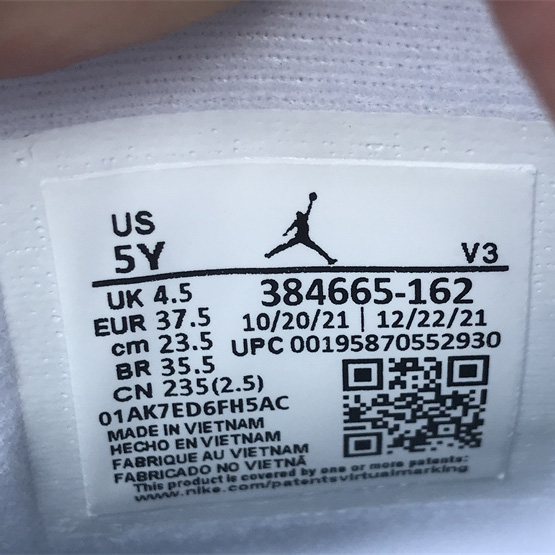 US
5Y
V3
UK 4.5
EUR 37.5
cm 23.5
BR 35.5
CN 235(2.5)
384665-162
10/20/21 | 12/22/21
UPC 00195870552930
01AK7ED6FH5AC
MADE IN VIETNAM
HECHO EN VIETNAM
FABRIQUE AU VIETNAM
FABRICADO NO VIETNÃ
This product is covered by one or more patents:
www.nike.com/patentsvirtualmarking